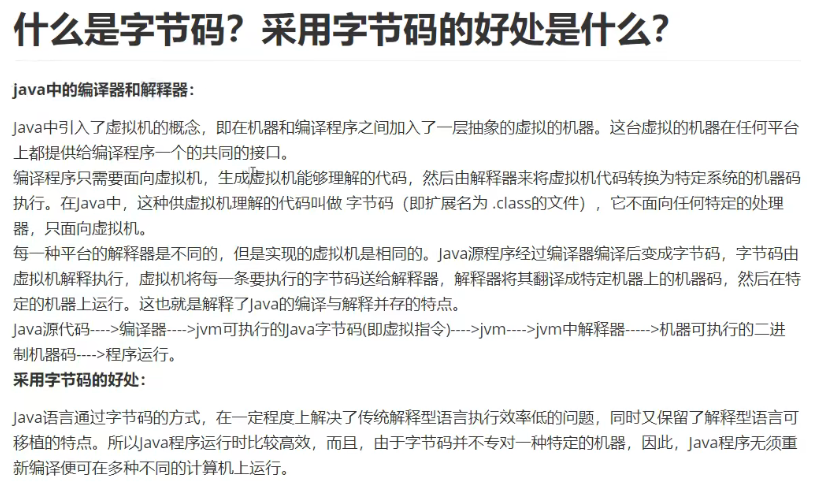 什么是字节码？采用字节码的好处是什么？
java中的编译器和解释器：
Java中引入了虚拟机的概念，即在机器和编译程序之间加入了一层抽象的虚拟的机器。这台虚拟的机器在任何平台
上都提供给编译程序一个的共同的接口。
编译程序只需要面向虚拟机，生成虚拟机能够理解的代码，然后由解释器来将虚拟机代码转换为特定系统的机器码
执行。在Java中，这种供虚拟机理解的代码叫做 字节码（即扩展名为 .class的文件），它不面向任何特定的处理
器，只面向虚拟机。
每一种平台的解释器是不同的，但是实现的虚拟机是相同的。Java源程序经过编译器编译后变成字节码，字节码由
虚拟机解释执行，虚拟机将每一条要执行的字节码送给解释器，解释器将其翻译成特定机器上的机器码，然后在特
定的机器上运行。这也就是解释了Java的编译与解释并存的特点。
Java源代码---->编译器---->jvm可执行的Java字节码(即虚拟指令)---->jvm---->jvm中解释器----->机器可执行的二进
制机器码---->程序运行。
采用字节码的好处：
Java语言通过字节码的方式，在一定程度上解决了传统解释型语言执行效率低的问题，同时又保留了解释型语言可
移植的特点。所以Java程序运行时比较高效，而且，由于字节码并不专对一种特定的机器，因此，Java程序无须重
新编译便可在多种不同的计算机上运行。